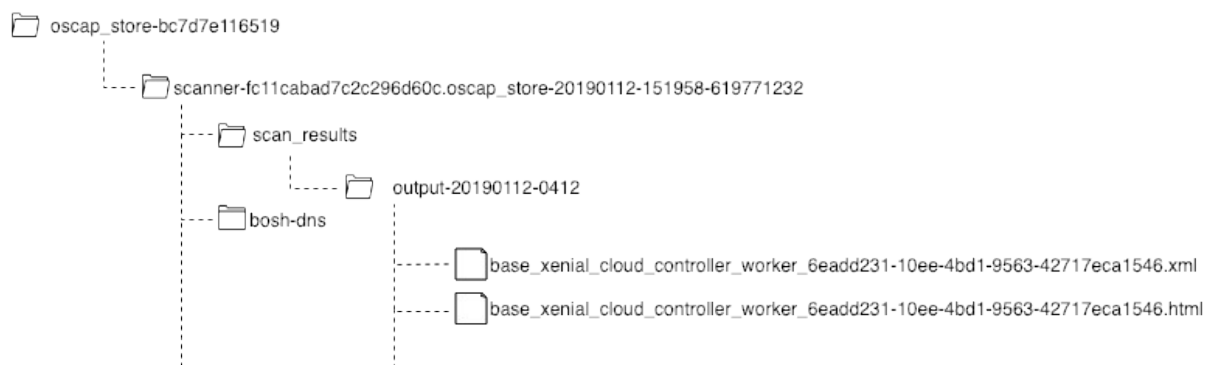 oscap_store-bc7d7e116519
scanner-fc11cabad7c2c296d60c.oscap_store-20190112-151958-619771232
scan_results
output-20190112-0412
bosh-dns
base_xenial_cloud_controller_worker_6eadd231-10ee-4bd1-9563-42717eca1546.xml
base_xenial_cloud_controller_worker_6eadd231-10ee-4bd1-9563-42717eca1546.html